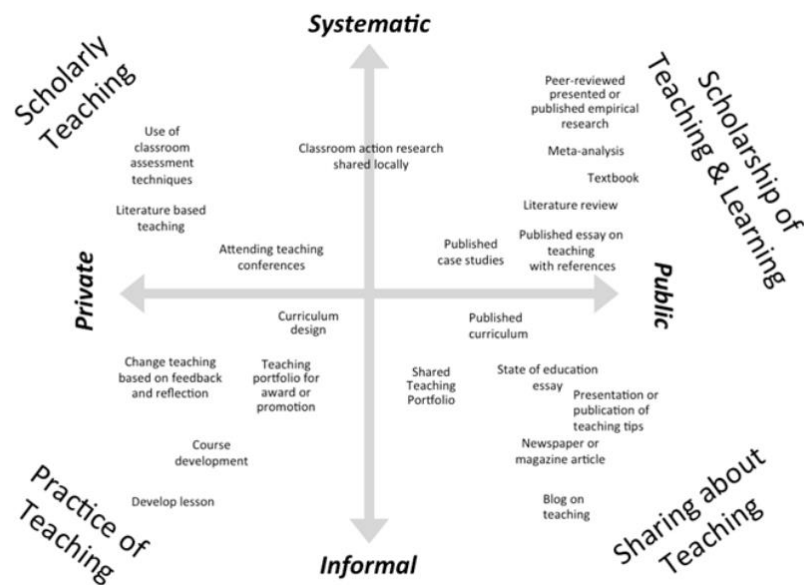 Systematic
Scholarly
Teaching
Scholarship of
Teaching & Learning
Peer-reviewed
presented or
published empirical
research
Use of
classroom
assessment
techniques
Classroom action research
shared locally
Meta-analysis
Textbook
Literature based
teaching
Literature review
Attending teaching
conferences
Published
case studies
Published essay on
teaching
with references
Private
Public
Curriculum
design
Published
curriculum
Change teaching
based on feedback
and reflection
Teaching
portfolio for
award or
promotion
Shared
Teaching
Portfolio
State of education
essay
Presentation or
publication of
teaching tips
Course
development
Newspaper or
magazine article
Develop lesson
Blog on
teaching
Practice of
Teaching
Sharing about
Teaching
Informal